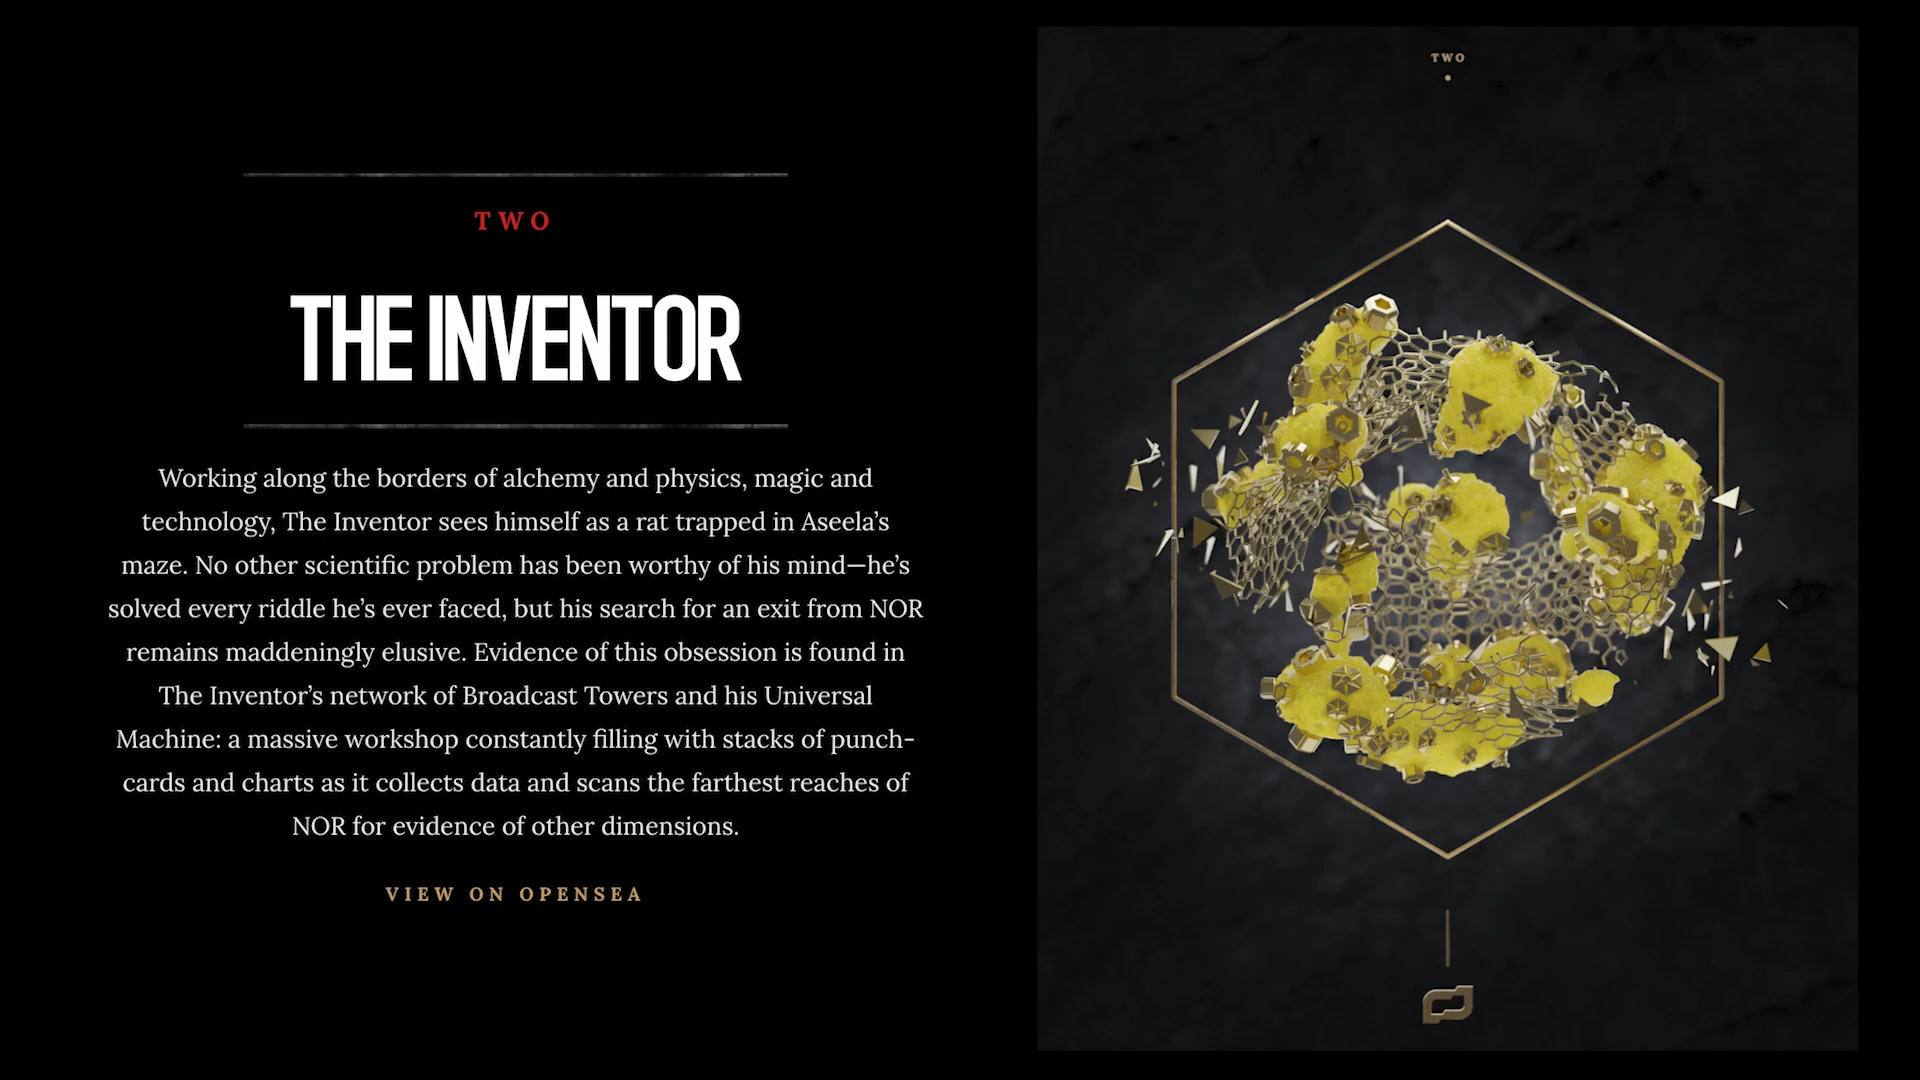 TWO
THE INVENTOR
Working along the borders of alchemy and physics, magic and
technology, The Inventor sees himself as a rat trapped in Aseela’s
maze. No other scientific problem has been worthy of his mind—he’s
solved every riddle he’s ever faced, but his search for an exit from NOR
remains maddeningly elusive. Evidence of this obsession is found in
The Inventor’s network of Broadcast Towers and his Universal
Machine: a massive workshop constantly filling with stacks of punch-
cards and charts as it collects data and scans the farthest reaches of
NOR for evidence of other dimensions.
VIEW ON OPENSEA
TWO